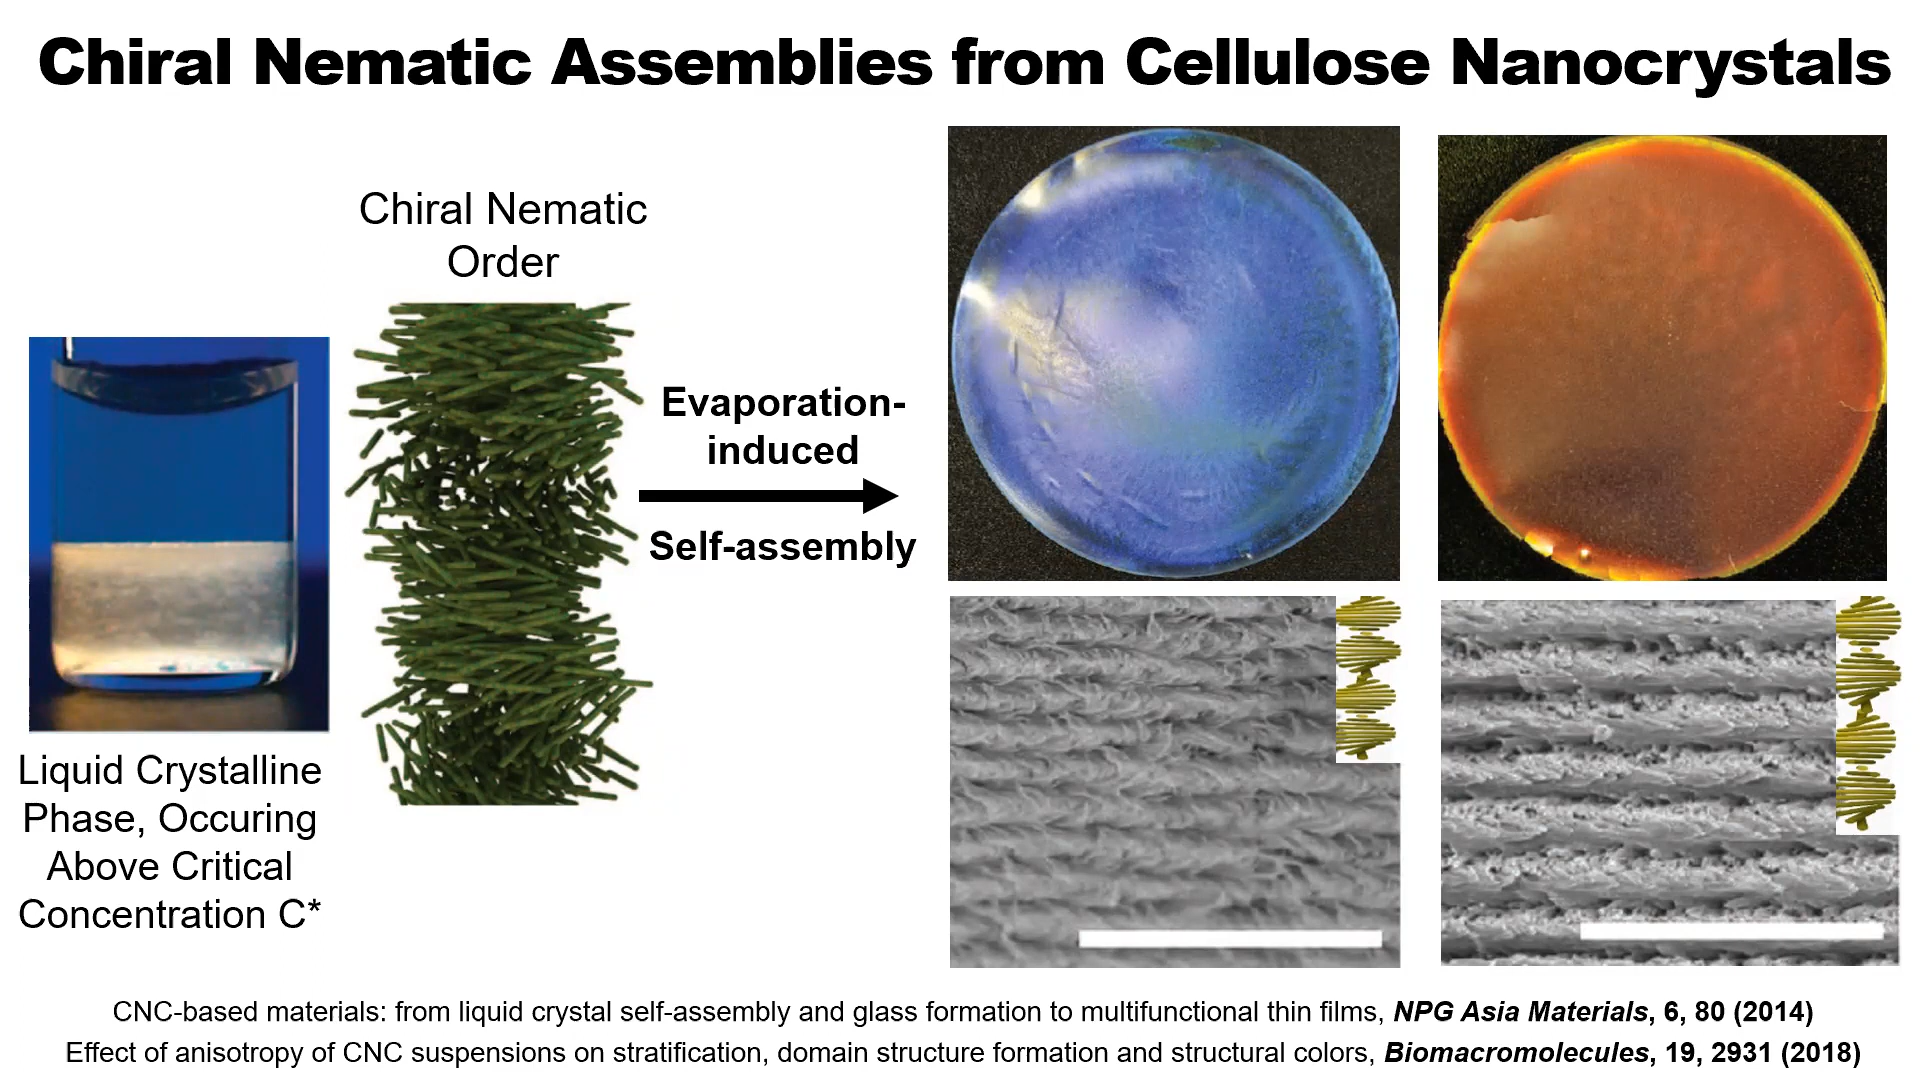 Chiral Nematic Assemblies from Cellulose Nanocrystals
Chiral Nematic
Order
Evaporation-
induced
Self-assembly
Liquid Crystalline
Phase, Occuring
Above Critical
Concentration C*
CNC-based materials: from liquid crystal self-assembly and glass formation to multifunctional thin films, NPG Asia Materials, 6, 80 (2014)
Effect of anisotropy of CNC suspensions on stratification, domain structure formation and structural colors, Biomacromolecules, 19, 2931 (2018)